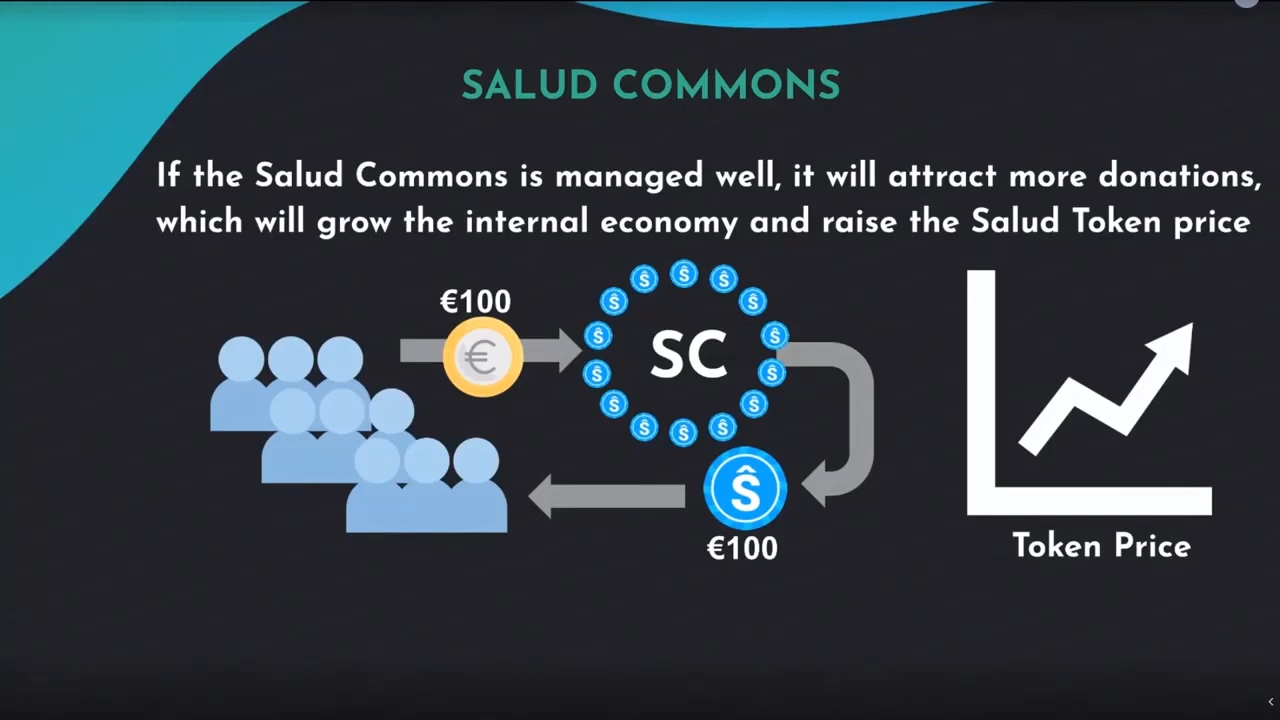 SALUD COMMONS
If the Salud Commons is managed well, it will attract more donations,
which will grow the internal economy and raise the Salud Token price
€100
€
SC
Ŝ Ŝ Ŝ Ŝ Ŝ Ŝ Ŝ Ŝ Ŝ Ŝ Ŝ Ŝ Ŝ Ŝ
Ŝ
€100
Token Price